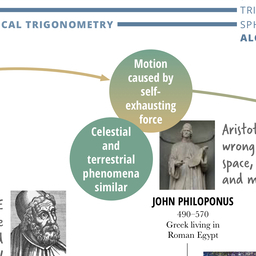 TRI
CAL TRIGONOMETRY
SPH
ALG
Motion
caused by
self-
exhausting
force
Celestial
and
terrestrial
phenomena
similar
Aristot
wrong
space,
and m
JOHN PHILOPONUS
490–570
Greek living in
Roman Egypt